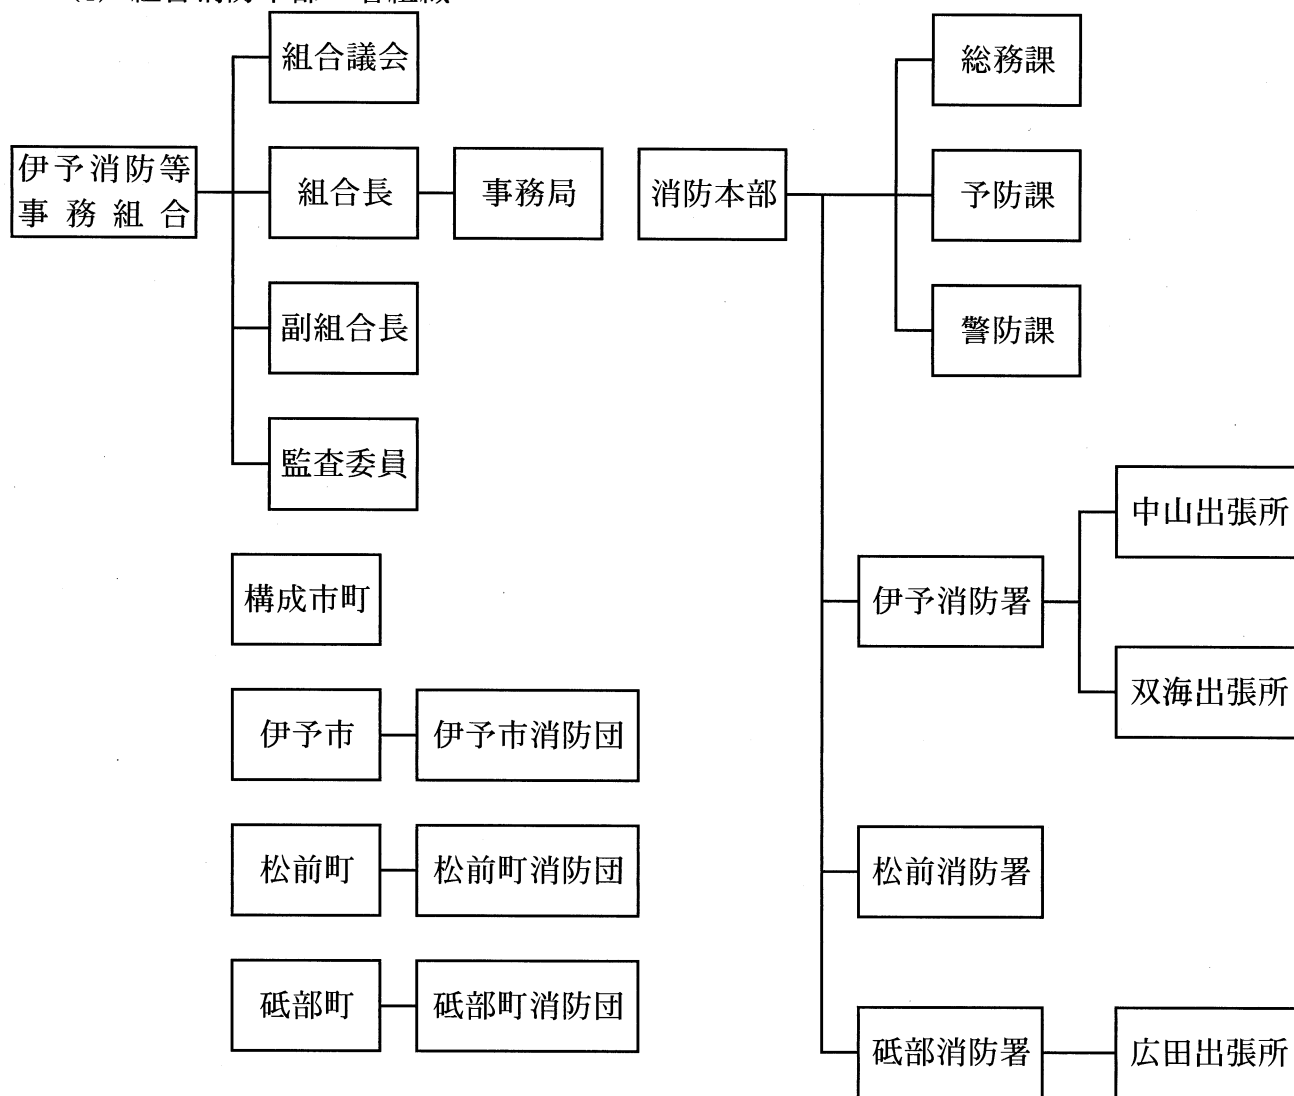 組合議会
伊予消防等
事務組合
組合長
事務局
副組合長
監査委員
構成市町
伊予市
伊予市消防団
松前町
松前町消防団
砥部町
砥部町消防団
消防本部
総務課
予防課
警防課
伊予消防署
中山出張所
双海出張所
松前消防署
砥部消防署
広田出張所